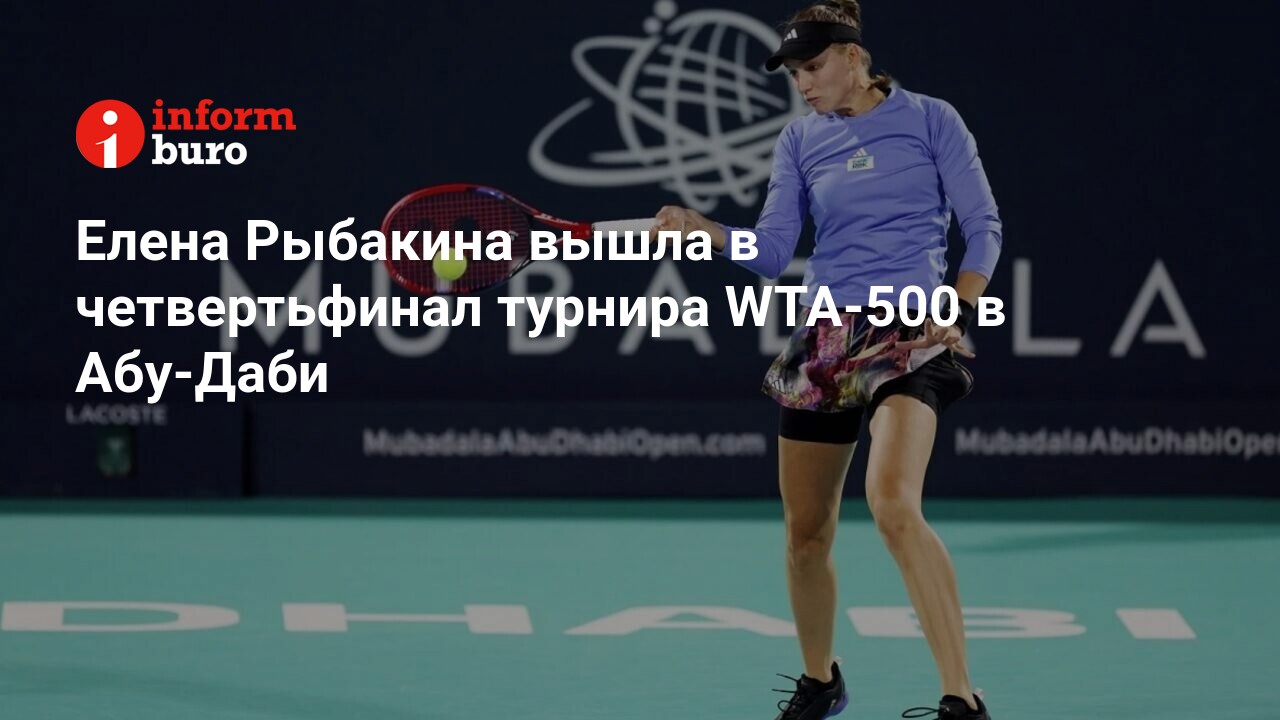 inform
buro
Елена Рыбакина вышла в
четвертьфинал турнира WTA-500 в
Абу-Даби
MUBADALA
LACOSTE
MubadalaAbuDhabiOpen.com
MubadalaAbuDhabiOpe
DHABI